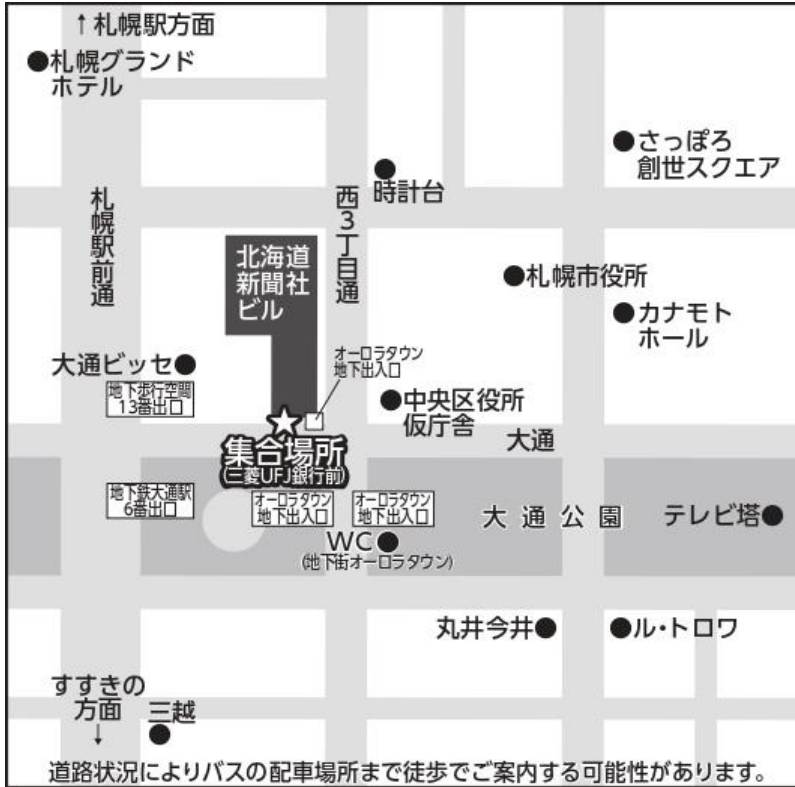 ↑札幌駅方面
●札幌グランド
ホテル
●さっぽろ
創世スクエア
時計台
札幌駅前通
西3丁目通
北海道
新聞社
ビル
●札幌市役所
●カナモト
ホール
大通ビッセ●
オーロラタウン
地下出入口
地下歩行空間
13番出口
●中央区役所
仮庁舎
☆
集合場所
(三菱UFJ銀行前)
大通
地下鉄大通駅
6番出口
オーロラタウン
地下出入口
オーロラタウン
地下出入口
大通公園
テレビ塔●
WC●
(地下街オーロラタウン)
丸井今井●
●ル・トロワ
すすきの
方面
↓
三越
道路状況によりバスの配車場所まで徒歩でご案内する可能性があります。